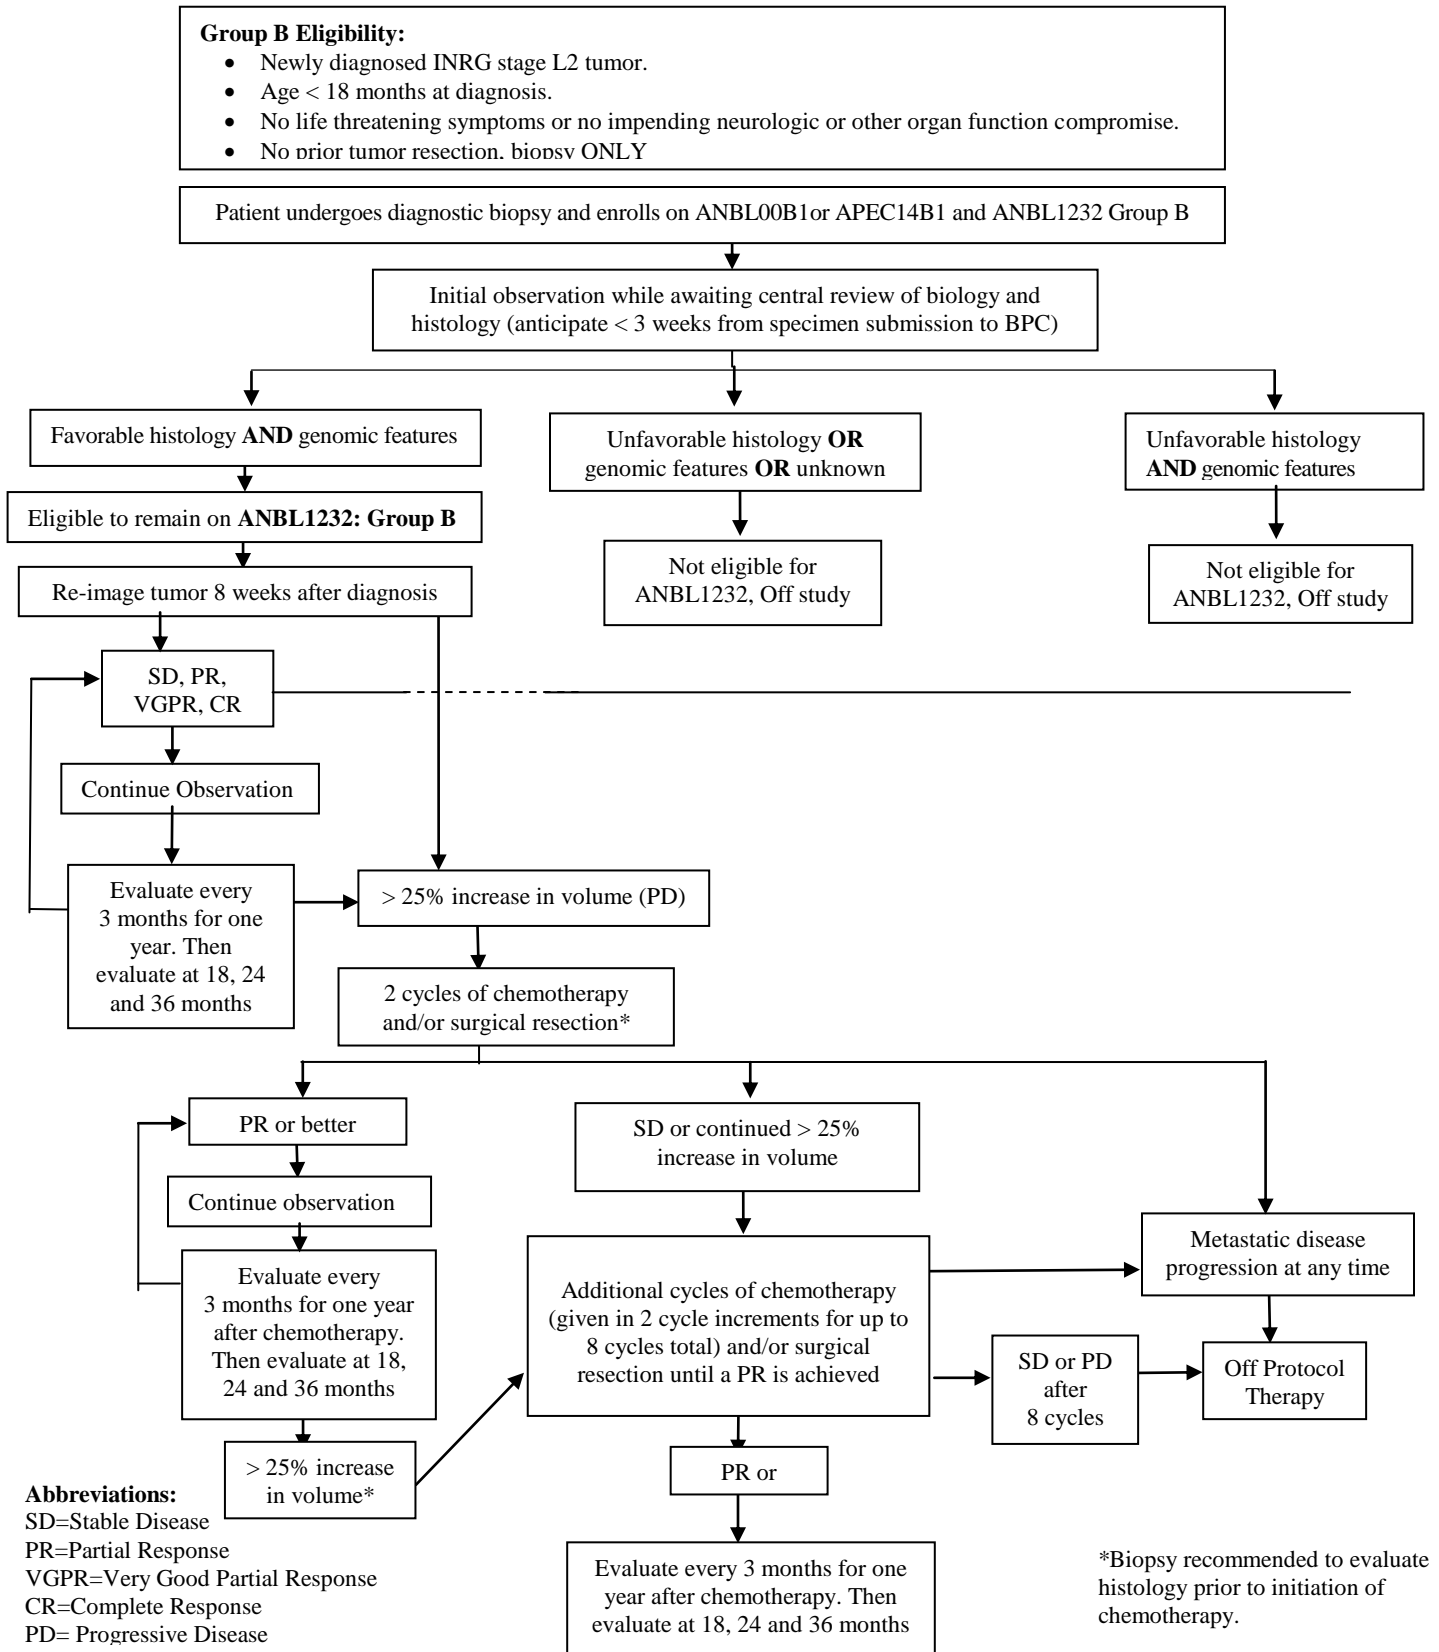 Group B Eligibility:
• Newly diagnosed INRG stage L2 tumor.
• Age < 18 months at diagnosis.
• No life threatening symptoms or no impending neurologic or other organ function compromise.
• No prior tumor resection, biopsy ONLY
Patient undergoes diagnostic biopsy and enrolls on ANBL00B1or APEC14B1 and ANBL1232 Group B
Initial observation while awaiting central review of biology and
histology (anticipate < 3 weeks from specimen submission to BPC)
Favorable histology AND genomic features
Unfavorable histology OR
genomic features OR unknown
Unfavorable histology
AND genomic features
Eligible to remain on ANBL1232: Group B
Not eligible for
ANBL1232, Off study
Not eligible for
ANBL1232, Off study
Re-image tumor 8 weeks after diagnosis
SD, PR,
VGPR, CR
Continue Observation
Evaluate every
3 months for one
year. Then
evaluate at 18, 24
and 36 months
> 25% increase in volume (PD)
2 cycles of chemotherapy
and/or surgical resection*
PR or better
SD or continued > 25%
increase in volume
Continue observation
Metastatic disease
progression at any time
Evaluate every
3 months for one year
after chemotherapy.
Then evaluate at 18,
24 and 36 months
Additional cycles of chemotherapy
(given in 2 cycle increments for up to
8 cycles total) and/or surgical
resection until a PR is achieved
SD or PD
after
8 cycles
Off Protocol
Therapy
> 25% increase
in volume*
PR or
Evaluate every 3 months for one
year after chemotherapy. Then
evaluate at 18, 24 and 36 months
Abbreviations:
SD=Stable Disease
PR=Partial Response
VGPR=Very Good Partial Response
CR=Complete Response
PD= Progressive Disease
*Biopsy recommended to evaluate
histology prior to initiation of
chemotherapy.